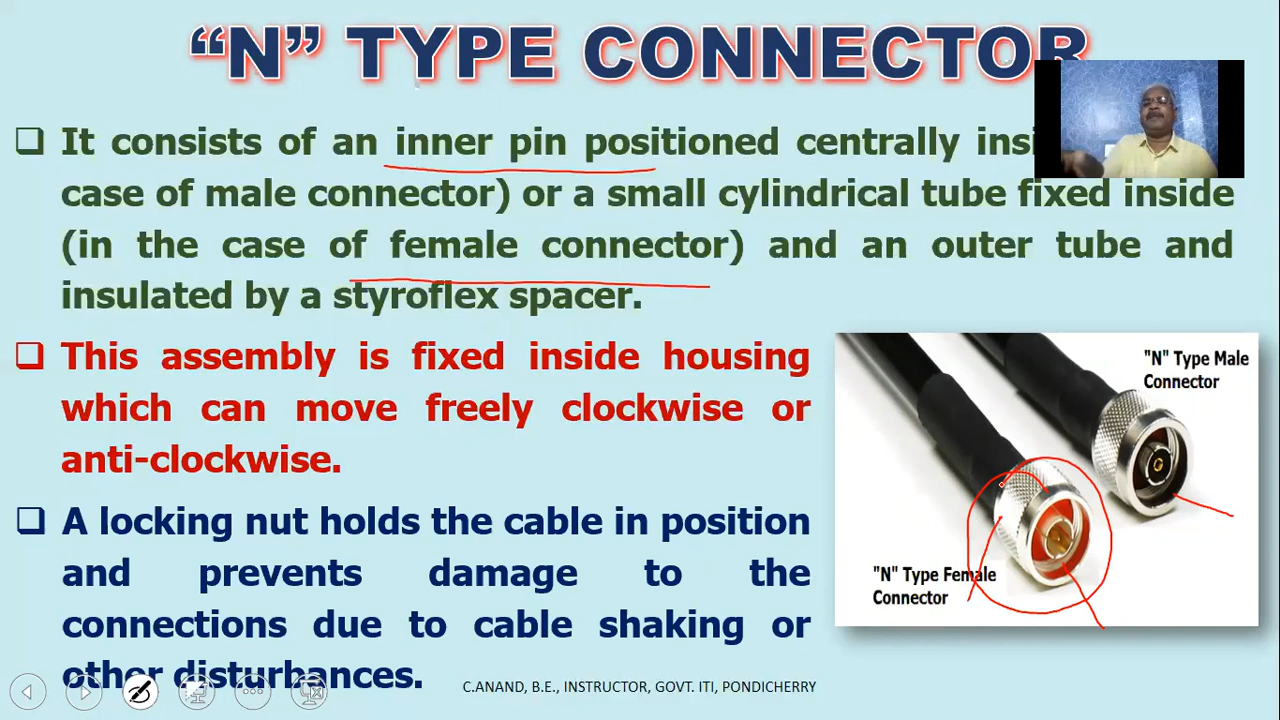 “N” TYPE CONNECTOR
❑ It consists of an inner pin positioned centrally
case of male connector) or a small cylindrical tube fixed inside
(in the case of female connector) and an outer tube and
insulated by a styroflex spacer.
❑ This assembly is fixed inside housing
which can move freely clockwise or
anti-clockwise.
❑ A locking nut holds the cable in position
and prevents damage to the
connections due to cable shaking or
other disturbances.
"N" Type Male
Connector
"N" Type Female
Connector
C.ANAND, B.E., INSTRUCTOR, GOVT. ITI, PONDICHERRY